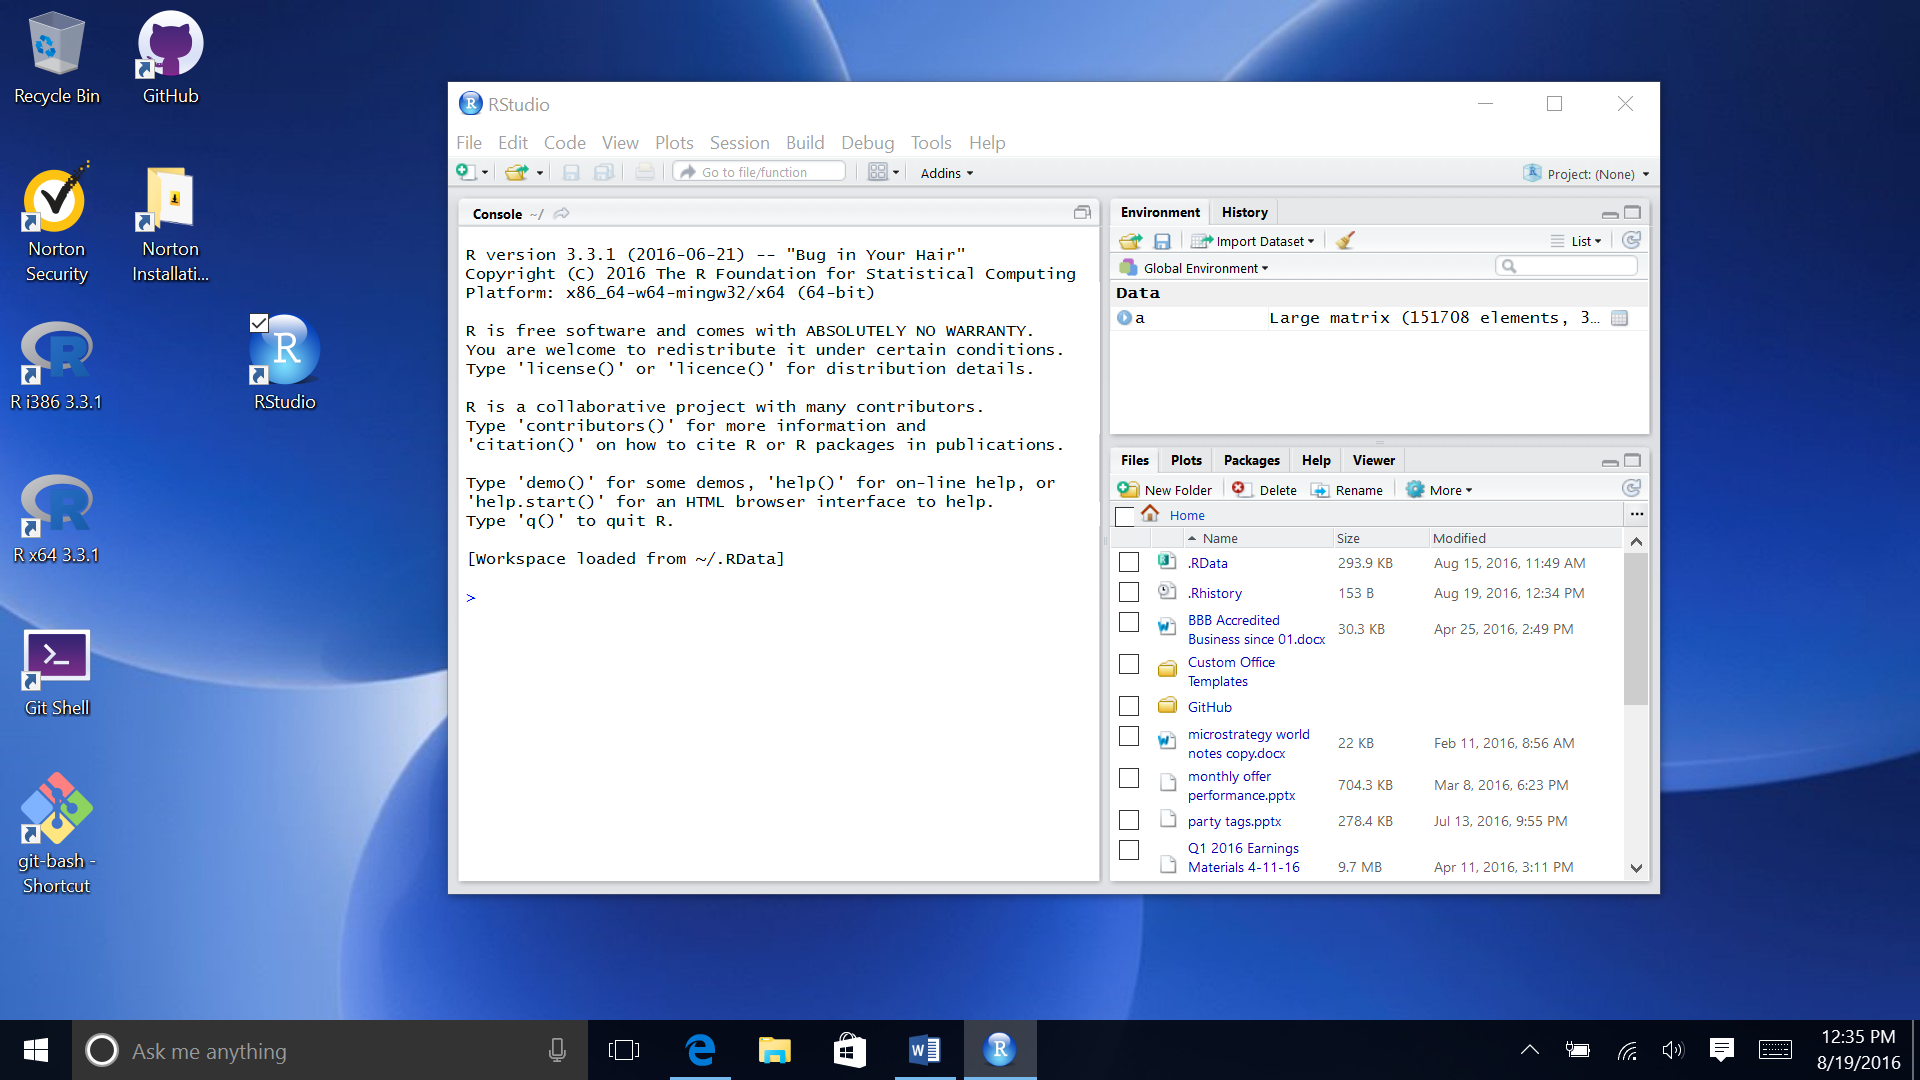 Recycle Bin
GitHub
Norton
Security
Norton
Installati...
R i386 3.3.1
RStudio
R x64 3.3.1
Git Shell
git-bash -
Shortcut
RStudio
File Edit Code View Plots Session Build Debug Tools Help
Go to file/function
Addins
Project: (None)
Console ~/
R version 3.3.1 (2016-06-21) -- "Bug in Your Hair"
Copyright (C) 2016 The R Foundation for Statistical Computing
Platform: x86_64-w64-mingw32/x64 (64-bit)
R is free software and comes with ABSOLUTELY NO WARRANTY.
You are welcome to redistribute it under certain conditions.
Type 'license()' or 'licence()' for distribution details.
R is a collaborative project with many contributors.
Type 'contributors()' for more information and
'citation()' on how to cite R or R packages in publications.
Type 'demo()' for some demos, 'help()' for on-line help, or
'help.start()' for an HTML browser interface to help.
Type 'q()' to quit R.
[Workspace loaded from ~/.RData]
>
Environment History
Import Dataset List
Global Environment
Data
a Large matrix (151708 elements, 3...
Files Plots Packages Help Viewer
New Folder Delete Rename More
Home ...
Name Size Modified
.RData 293.9 KB Aug 15, 2016, 11:49 AM
.Rhistory 153 B Aug 19, 2016, 12:34 PM
BBB Accredited
Business since 01.docx 30.3 KB Apr 25, 2016, 2:49 PM
Custom Office
Templates
GitHub
microstrategy world
notes copy.docx 22 KB Feb 11, 2016, 8:56 AM
monthly offer
performance.pptx 704.3 KB Mar 8, 2016, 6:23 PM
party tags.pptx 278.4 KB Jul 13, 2016, 9:55 PM
Q1 2016 Earnings
Materials 4-11-16 9.7 MB Apr 11, 2016, 3:11 PM
Ask me anything
12:35 PM
8/19/2016